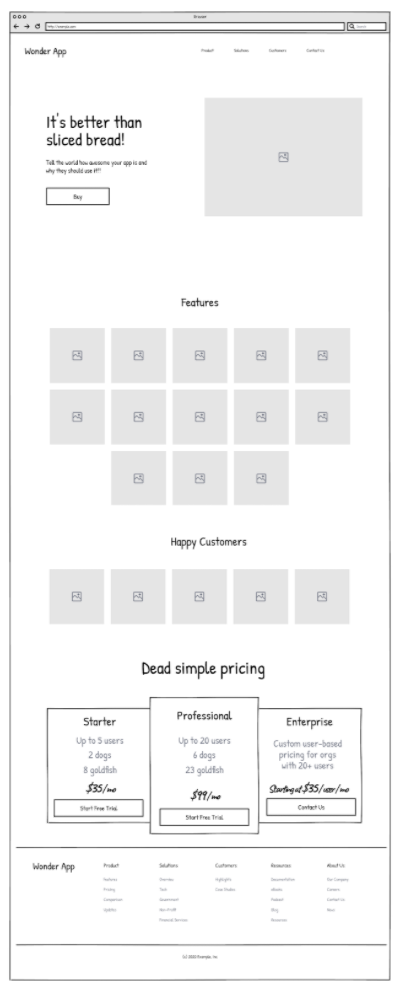 Browser
http://example.com
Search
Wonder App
Product Solutions Customers Contact Us
It's better than
sliced bread!
Tell the world how awesome your app is and
why they should use it!!!
Buy
Features
Happy Customers
Dead simple pricing
Starter
Up to 5 users
2 dogs
8 goldfish
$35/mo
Start Free Trial
Professional
Up to 20 users
6 dogs
23 goldfish
$99/mo
Start Free Trial
Enterprise
Custom user-based
pricing for orgs
with 20+ users
Starting at $35/user/mo
Contact Us
Wonder App
Product
Features
Pricing
Comparison
Updates
Solutions
Overview
Tech
Government
Non-Profit
Financial Services
Customers
Highlights
Case Studies
Resources
Documentation
eBooks
Podcast
Blog
Resources
About Us
Our Company
Careers
Contact Us
News
(c) 2022 Example, Inc.